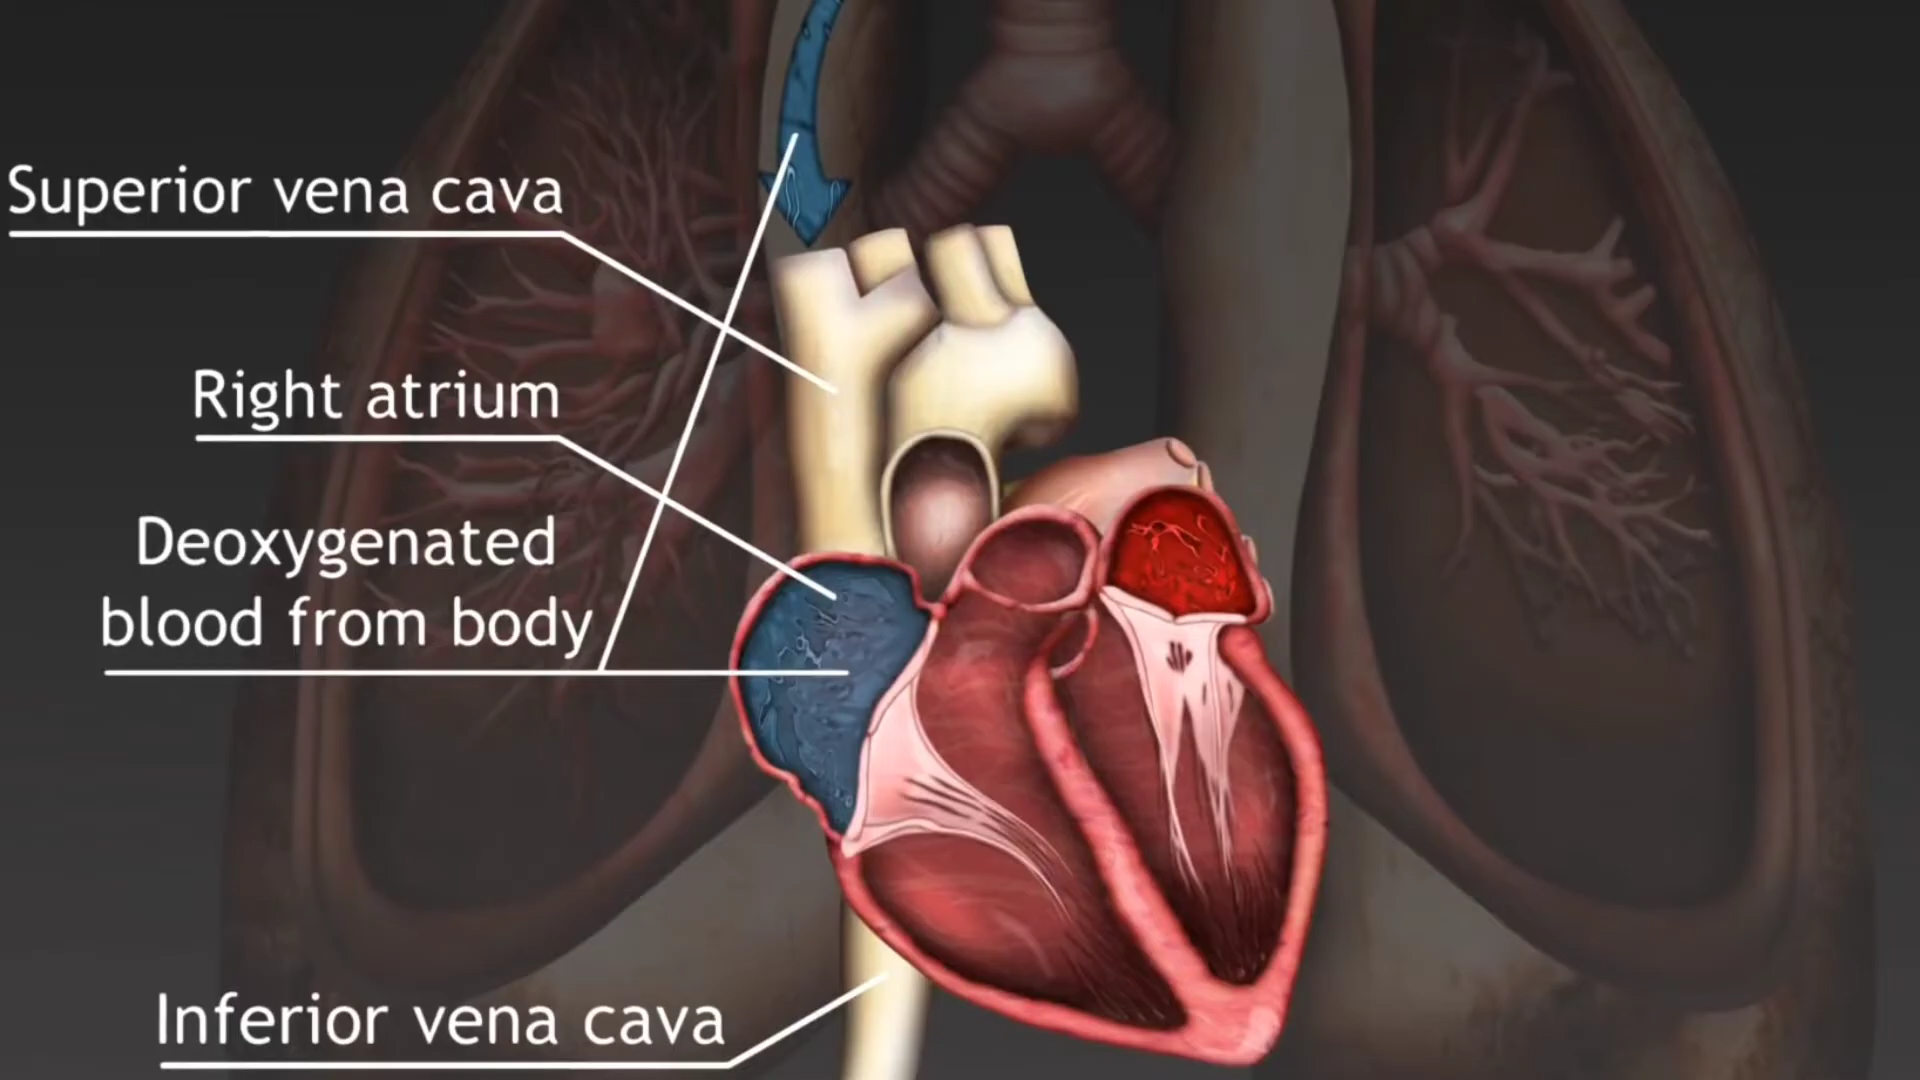 Superior vena cava
Right atrium
Deoxygenated
blood from body
Inferior vena cava